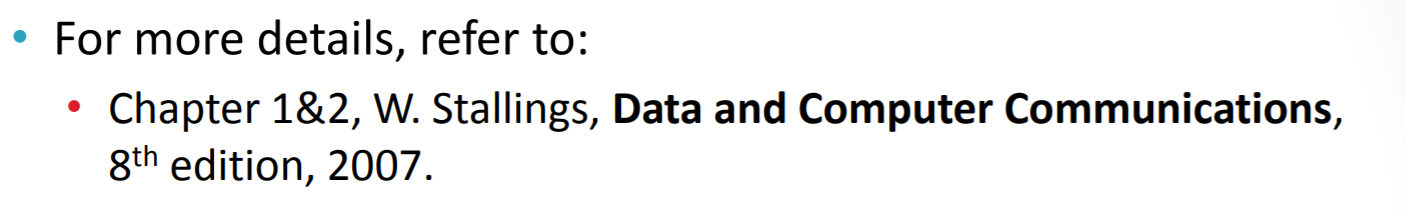 • For more details, refer to:
• Chapter 1&2, W. Stallings, Data and Computer Communications,
8th edition, 2007.